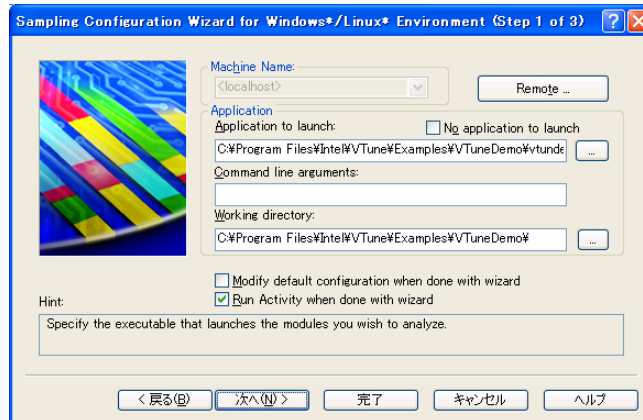 Sampling Configuration Wizard for Windows*/Linux* Environment (Step 1 of 3)
Machine Name:
<localhost>
Remote ...
Application
Application to launch:
No application to launch
C:¥Program Files¥Intel¥VTune¥Examples¥VTuneDemo¥vtunde
...
Command line arguments:
Working directory:
C:¥Program Files¥Intel¥VTune¥Examples¥VTuneDemo¥
...
Modify default configuration when done with wizard
Run Activity when done with wizard
Hint:
Specify the executable that launches the modules you wish to analyze.
< 戻る(B)
次へ(N) >
完了
キャンセル
ヘルプ